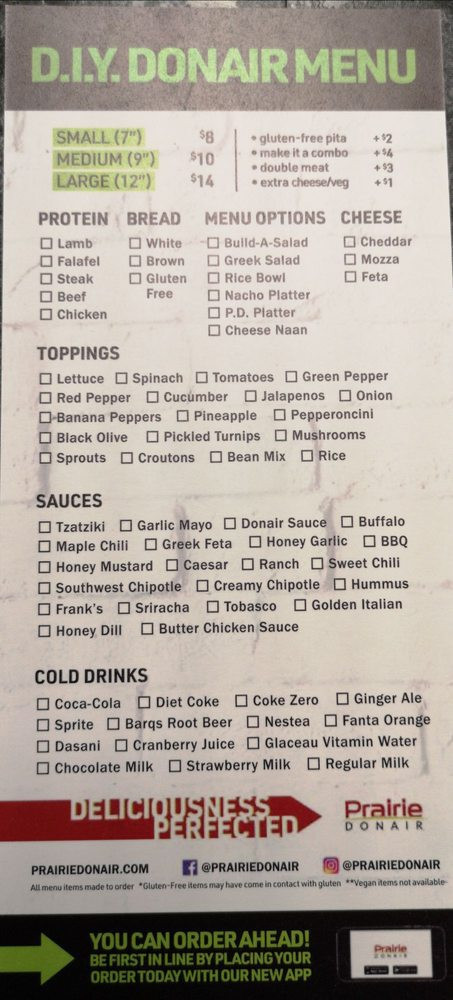 D.I.Y. DONAIR MENU
SMALL (7") $8
MEDIUM (9") $10
LARGE (12") $14
• gluten-free pita +$2
• make it a combo +$4
• double meat +$3
• extra cheese/veg +$1
PROTEIN
Lamb
Falafel
Steak
Beef
Chicken
BREAD
White
Brown
Gluten
Free
MENU OPTIONS
Build-A-Salad
Greek Salad
Rice Bowl
Nacho Platter
P.D. Platter
Cheese Naan
CHEESE
Cheddar
Mozza
Feta
TOPPINGS
Lettuce Spinach Tomatoes Green Pepper
Red Pepper Cucumber Jalapenos Onion
Banana Peppers Pineapple Pepperoncini
Black Olive Pickled Turnips Mushrooms
Sprouts Croutons Bean Mix Rice
SAUCES
Tzatziki Garlic Mayo Donair Sauce Buffalo
Maple Chili Greek Feta Honey Garlic BBQ
Honey Mustard Caesar Ranch Sweet Chili
Southwest Chipotle Creamy Chipotle Hummus
Frank's Sriracha Tobasco Golden Italian
Honey Dill Butter Chicken Sauce
COLD DRINKS
Coca-Cola Diet Coke Coke Zero Ginger Ale
Sprite Barqs Root Beer Nestea Fanta Orange
Dasani Cranberry Juice Glaceau Vitamin Water
Chocolate Milk Strawberry Milk Regular Milk
DELICIOUSNESS
PERFECTED
Prairie
DONAIR
PRAIRIEDONAIR.COM @PRAIRIEDONAIR @PRAIRIEDONAIR
All menu items made to order *Gluten-Free items may have come in contact with gluten **Vegan items not available
YOU CAN ORDER AHEAD!
BE FIRST IN LINE BY PLACING YOUR
ORDER TODAY WITH OUR NEW APP
Prairie
DONAIR